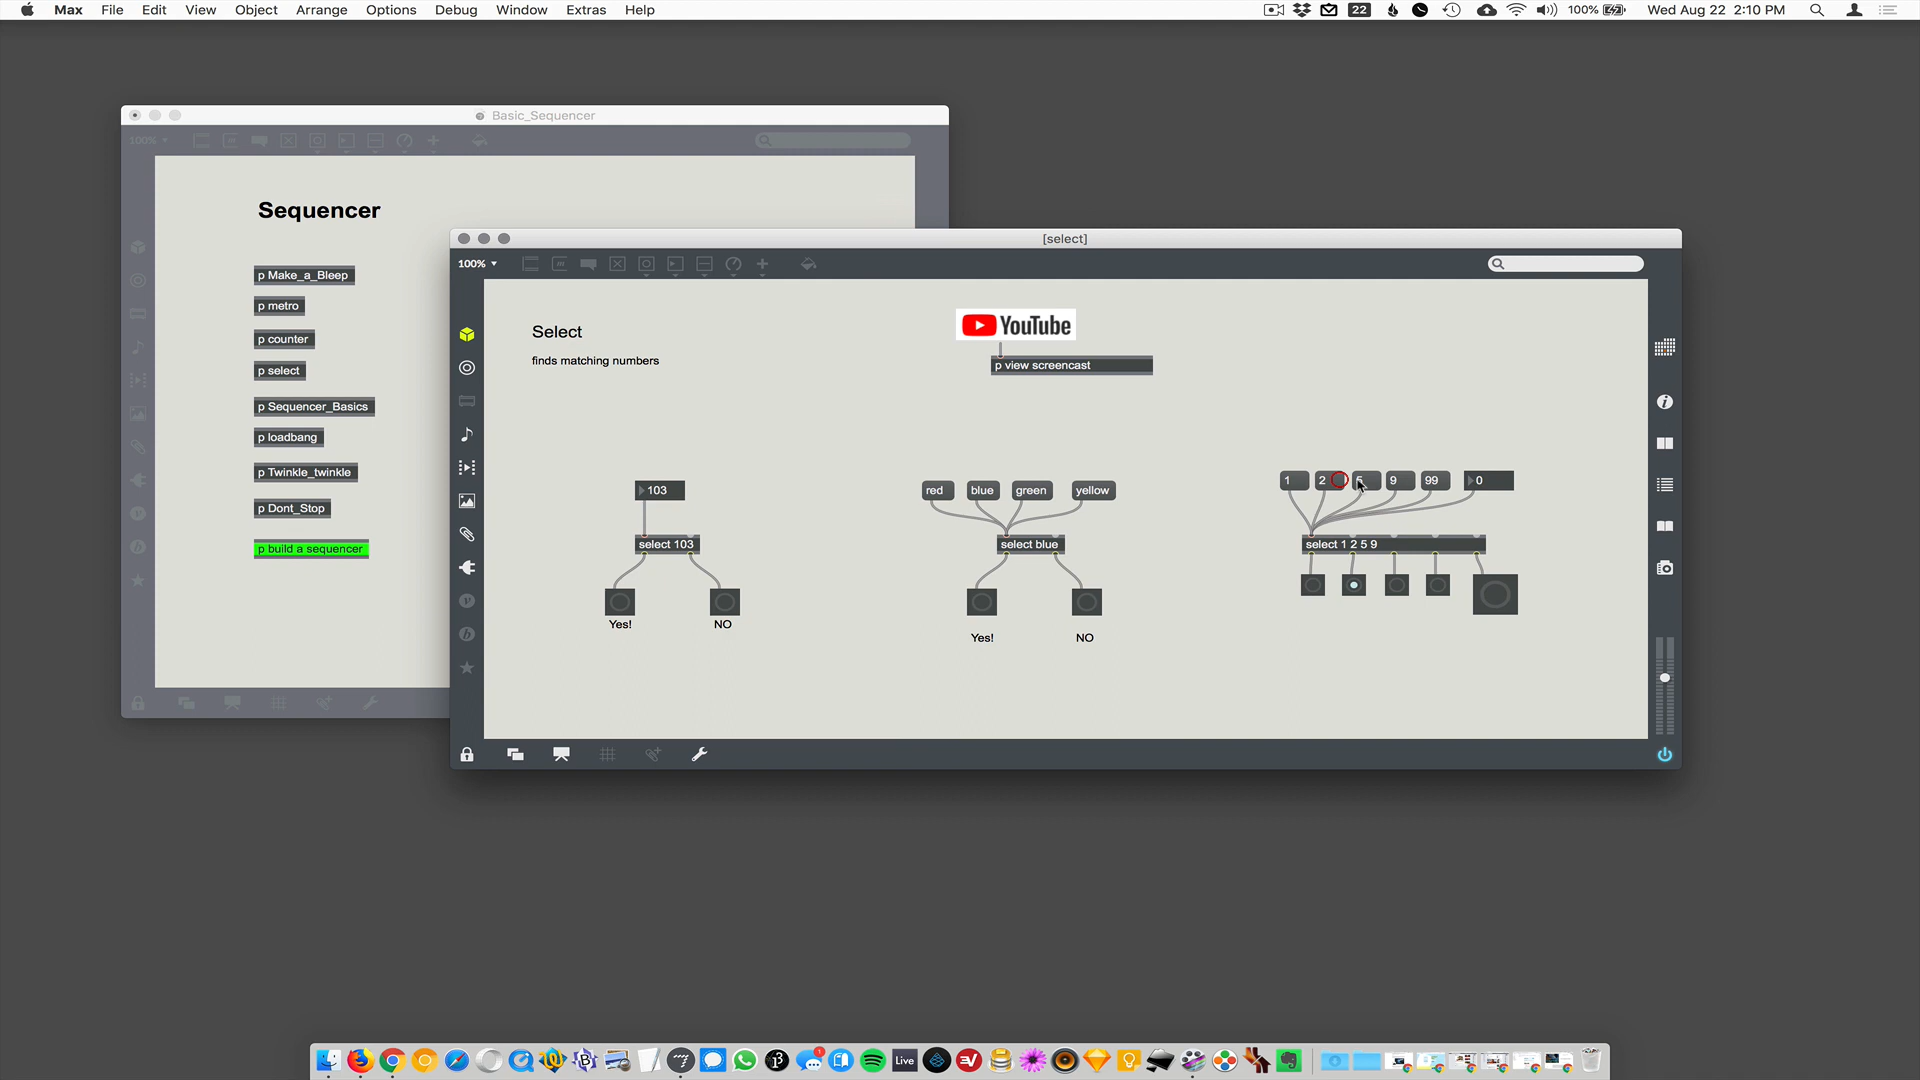 Max File Edit View Object Arrange Options Debug Window Extras Help 22 100% Wed Aug 22 2:10 PM
Basic_Sequencer
100%
Sequencer
p Make_a_Bleep
p metro
p counter
p select
p Sequencer_Basics
p loadbang
p Twinkle_twinkle
p Dont_Stop
p build a sequencer
[select]
100%
Select
finds matching numbers
YouTube
p view screencast
103
select 103
Yes! NO
red blue green yellow
select blue
Yes! NO
1 2 5 9 99 0
select 1 2 5 9
Live